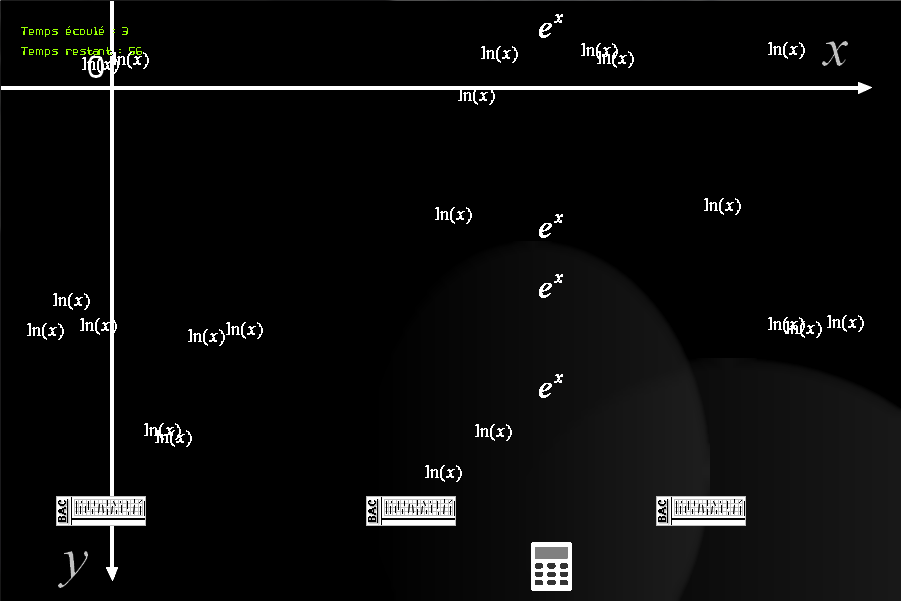 Temps écoulé : 3
Temps restant : 56
e^x
ln(x)
ln(x)
ln(x)
ln(x)
x
ln(x)
ln(x)
0
ln(x)
ln(x)
ln(x)
e^x
e^x
ln(x)
ln(x)
ln(x)
ln(x)
ln(x)
ln(x)
ln(x)
ln(x)
e^x
ln(x)
ln(x)
ln(x)
ln(x)
BAC
BAC
BAC
y